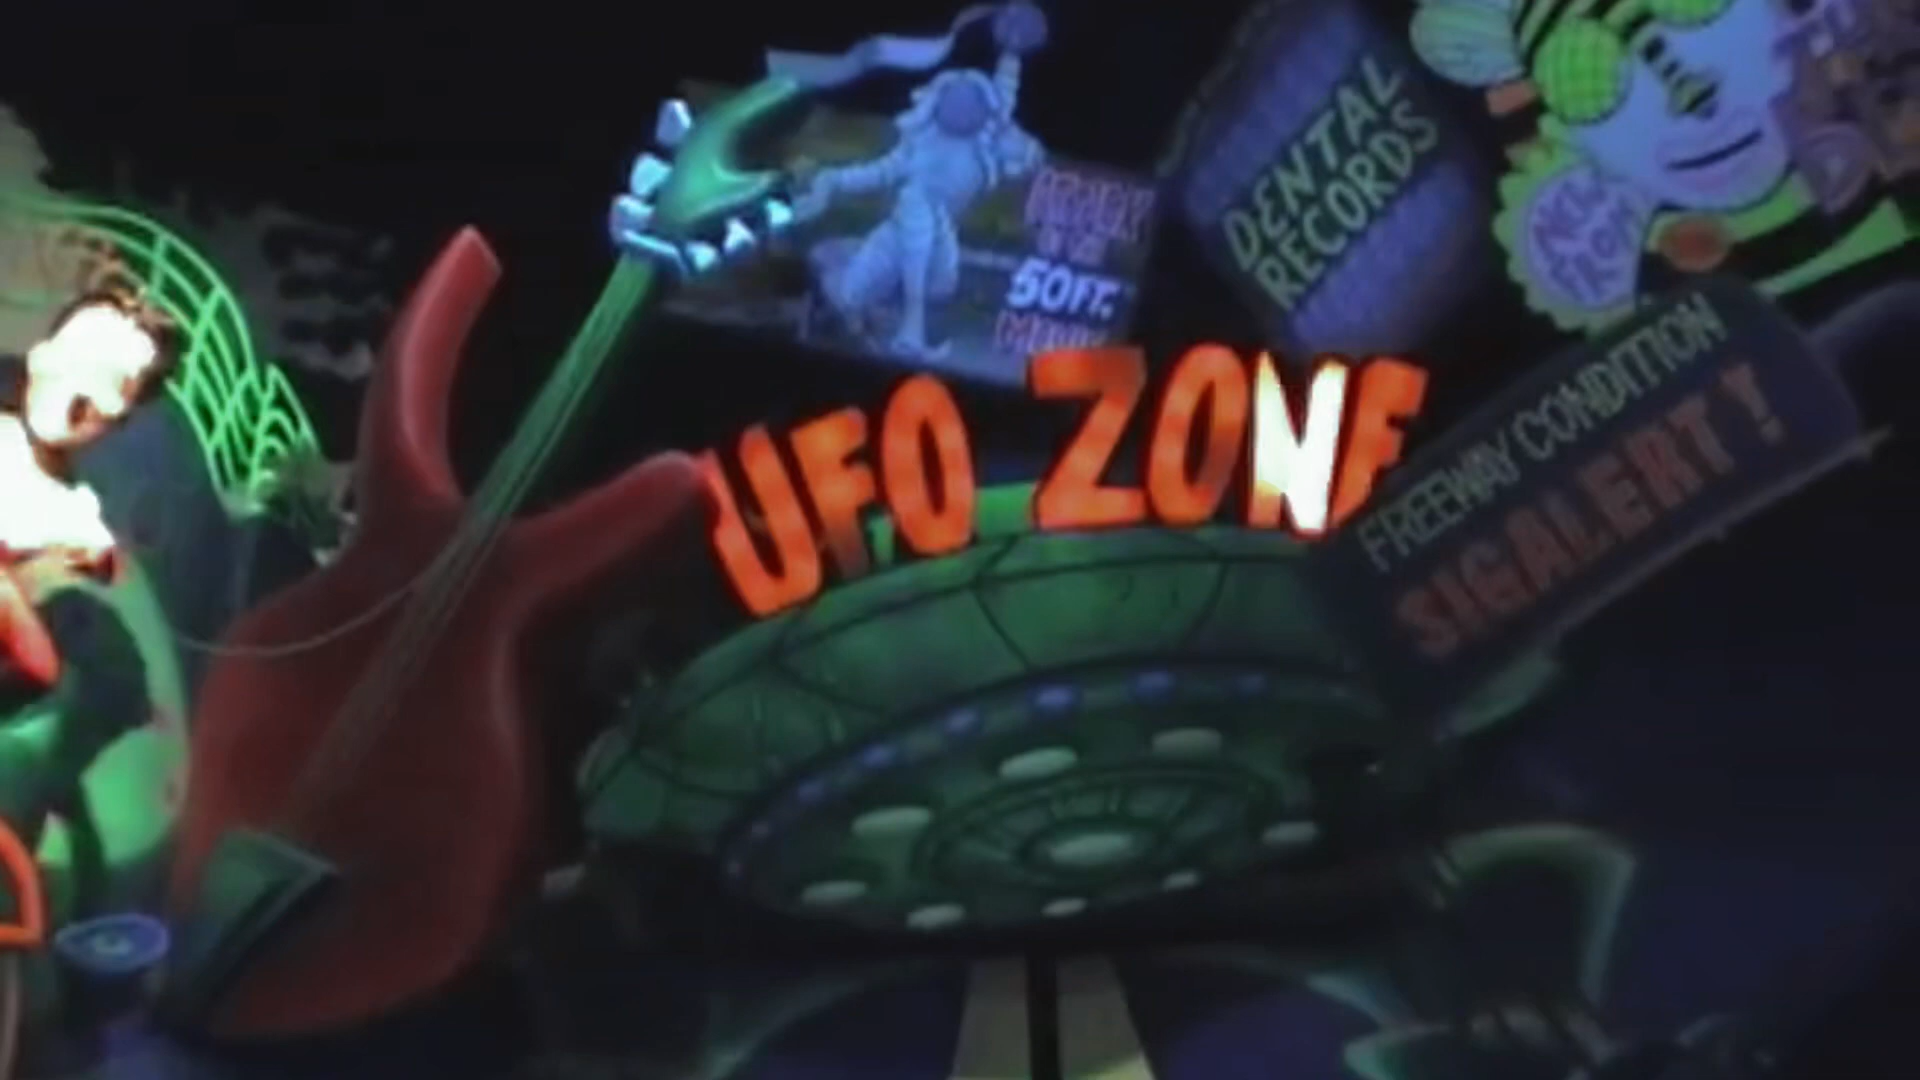 DENTAL
RECORDS
50FT.
UFO ZONE
FREEWAY CONDITION
SIGALERT!